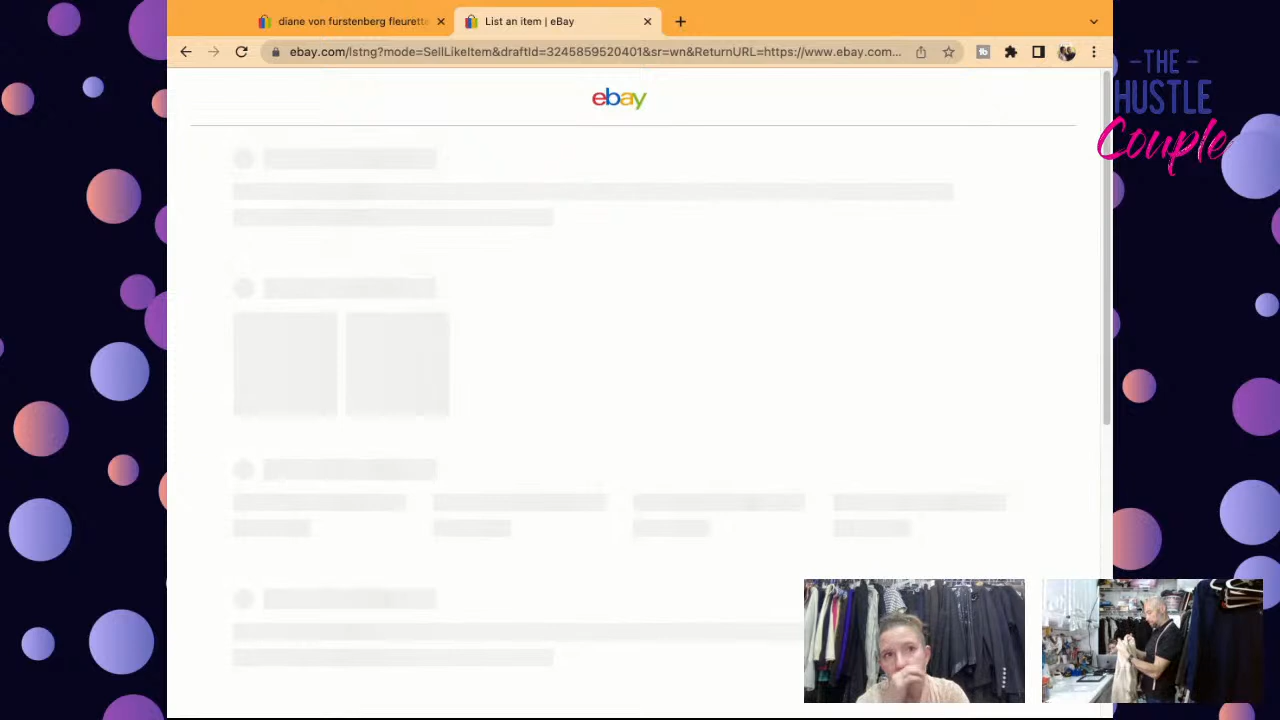 diane von furstenberg fleurett
List an item | eBay
ebay.com/lstng?mode=SellLikeItem&draftId=3245859520401&sr=wn&ReturnURL=https://www.ebay.com...
-THE-
HUSTLE
Couple
ebay